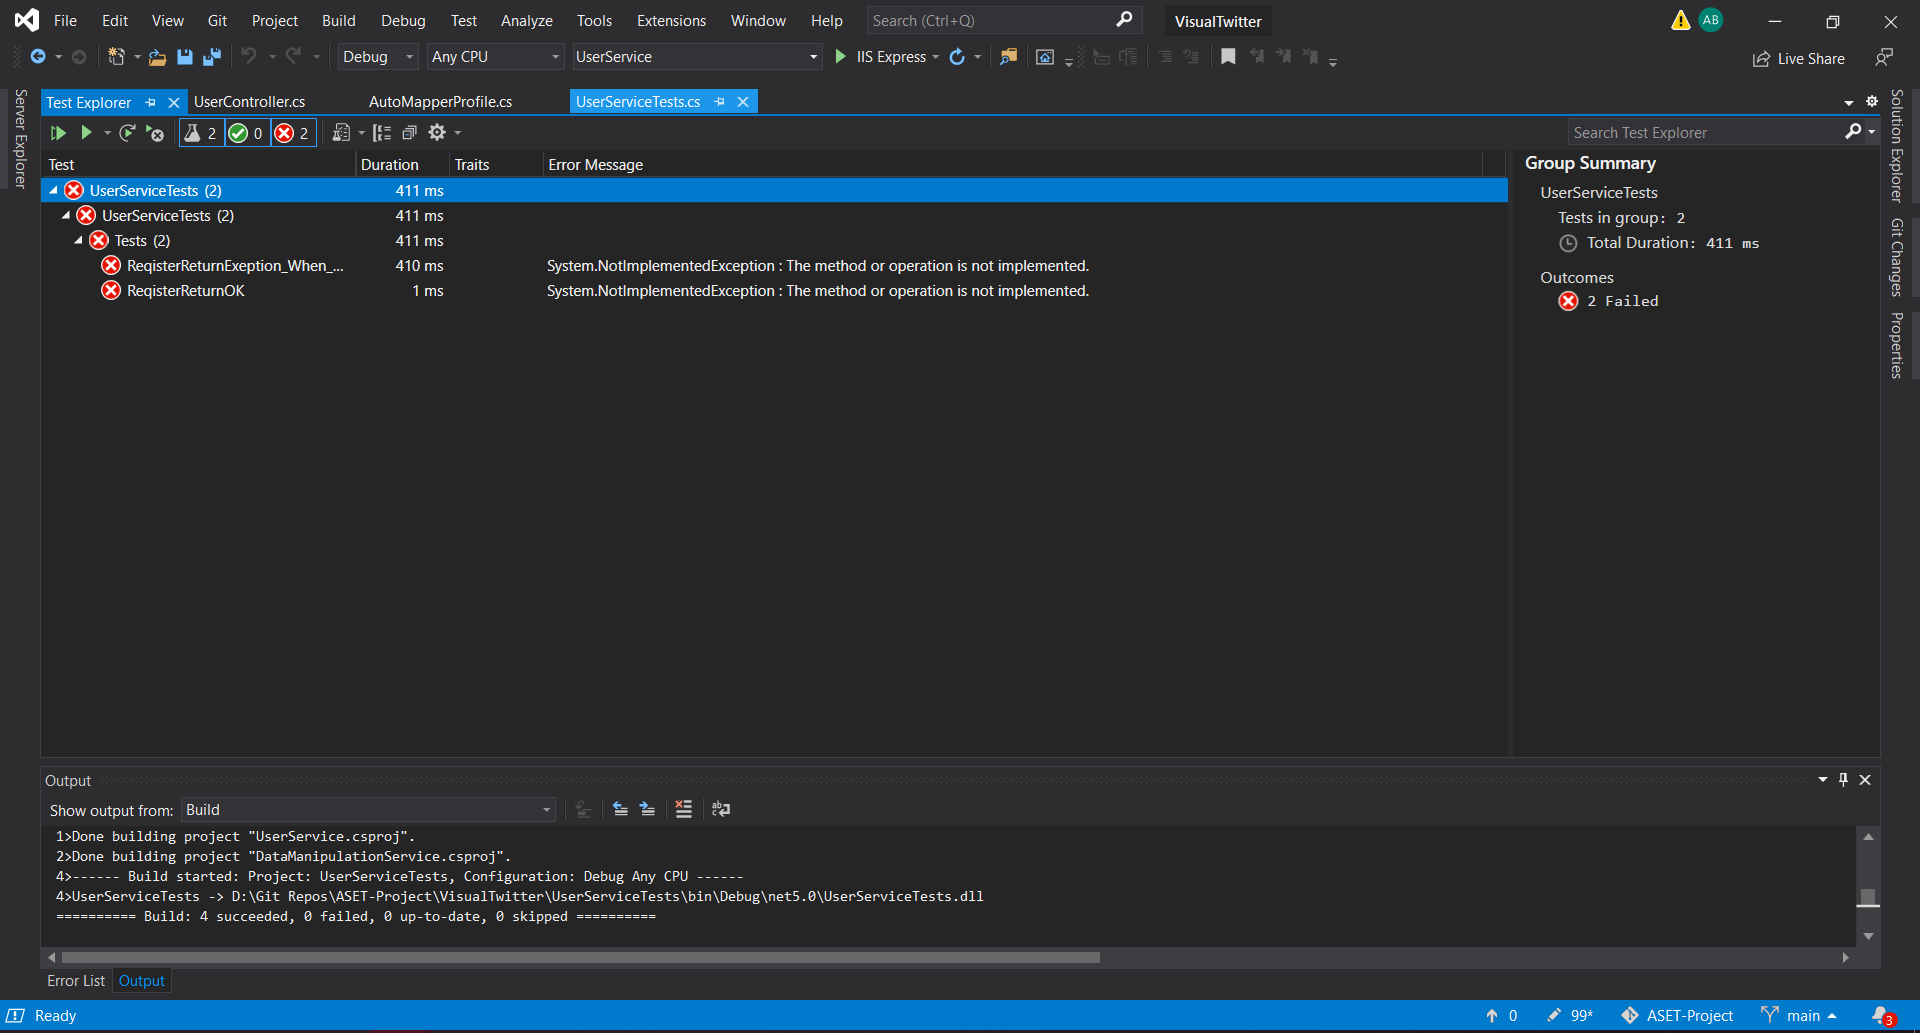 File Edit View Git Project Build Debug Test Analyze Tools Extensions Window Help Search (Ctrl+Q) VisualTwitter AB
Debug Any CPU UserService IIS Express Live Share
Server Explorer
Test Explorer UserController.cs AutoMapperProfile.cs UserServiceTests.cs
2 0 2 Search Test Explorer
Test Duration Traits Error Message
UserServiceTests (2) 411 ms
UserServiceTests (2) 411 ms
Tests (2) 411 ms
ReqisterReturnExeption_When_... 410 ms System.NotImplementedException : The method or operation is not implemented.
ReqisterReturnOK 1 ms System.NotImplementedException : The method or operation is not implemented.
Group Summary
UserServiceTests
Tests in group: 2
Total Duration: 411 ms
Outcomes
2 Failed
Solution Explorer
Git Changes
Properties
Output
Show output from: Build
1>Done building project "UserService.csproj".
2>Done building project "DataManipulationService.csproj".
4>------ Build started: Project: UserServiceTests, Configuration: Debug Any CPU ------
4>UserServiceTests -> D:\Git Repos\ASET-Project\VisualTwitter\UserServiceTests\bin\Debug\net5.0\UserServiceTests.dll
========== Build: 4 succeeded, 0 failed, 0 up-to-date, 0 skipped ==========
Error List Output
Ready 0 99* ASET-Project main 3